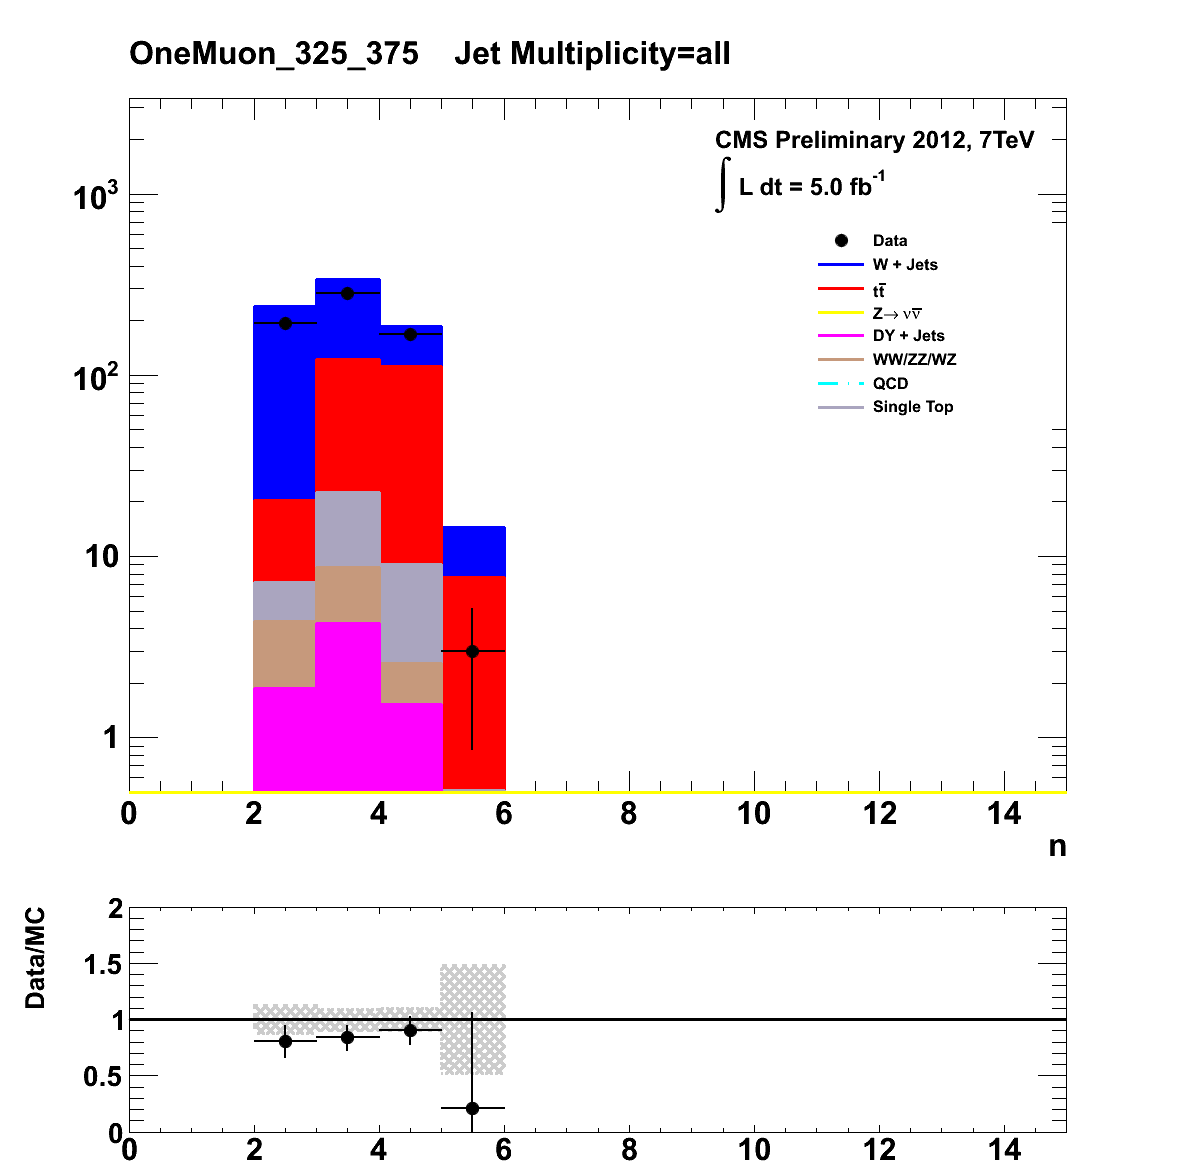 OneMuon_325_375 Jet Multiplicity=all
CMS Preliminary 2012, 7TeV
∫ L dt = 5.0 fb⁻¹
Data
W + Jets
tt̅
Z→ νν̅
DY + Jets
WW/ZZ/WZ
QCD
Single Top
10³
10²
10
1
0 2 4 6 8 10 12 14
n
Data/MC
2
1.5
1
0.5
0
0 2 4 6 8 10 12 14